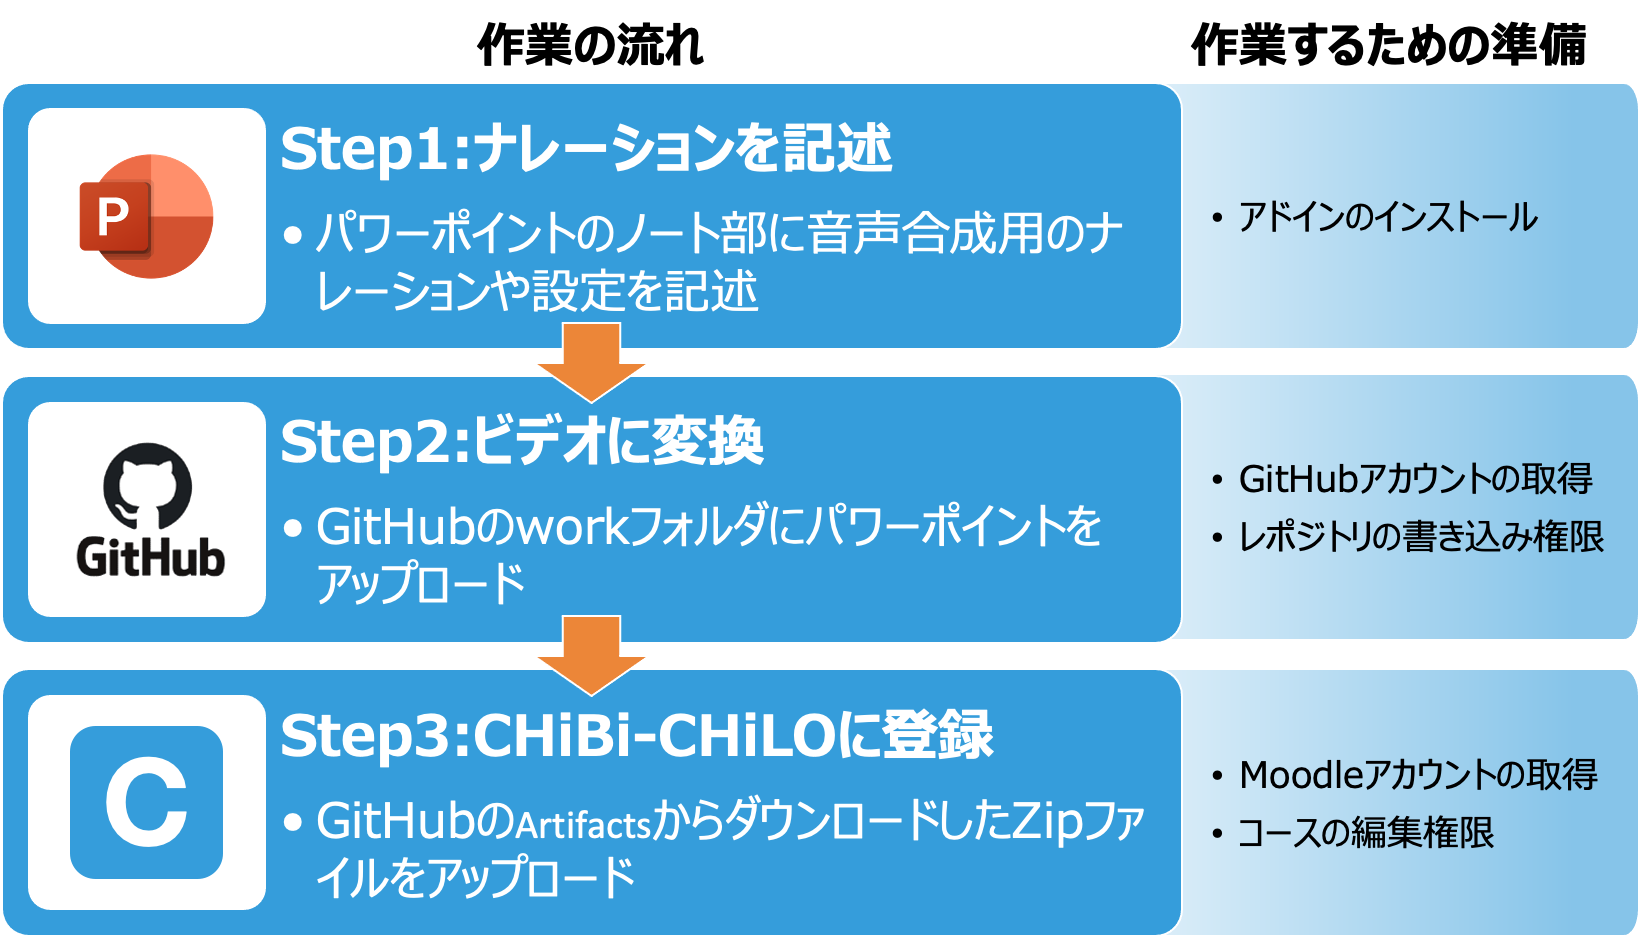 作業の流れ
作業するための準備
P
Step1:ナレーションを記述
• パワーポイントのノート部に音声合成用のナ
レーションや設定を記述
• アドインのインストール
GitHub
Step2:ビデオに変換
• GitHubのworkフォルダにパワーポイントを
アップロード
• GitHubアカウントの取得
• レポジトリの書き込み権限
C
Step3:CHiBi-CHiLOに登録
• GitHubのArtifactsからダウンロードしたZipファ
イルをアップロード
• Moodleアカウントの取得
• コースの編集権限